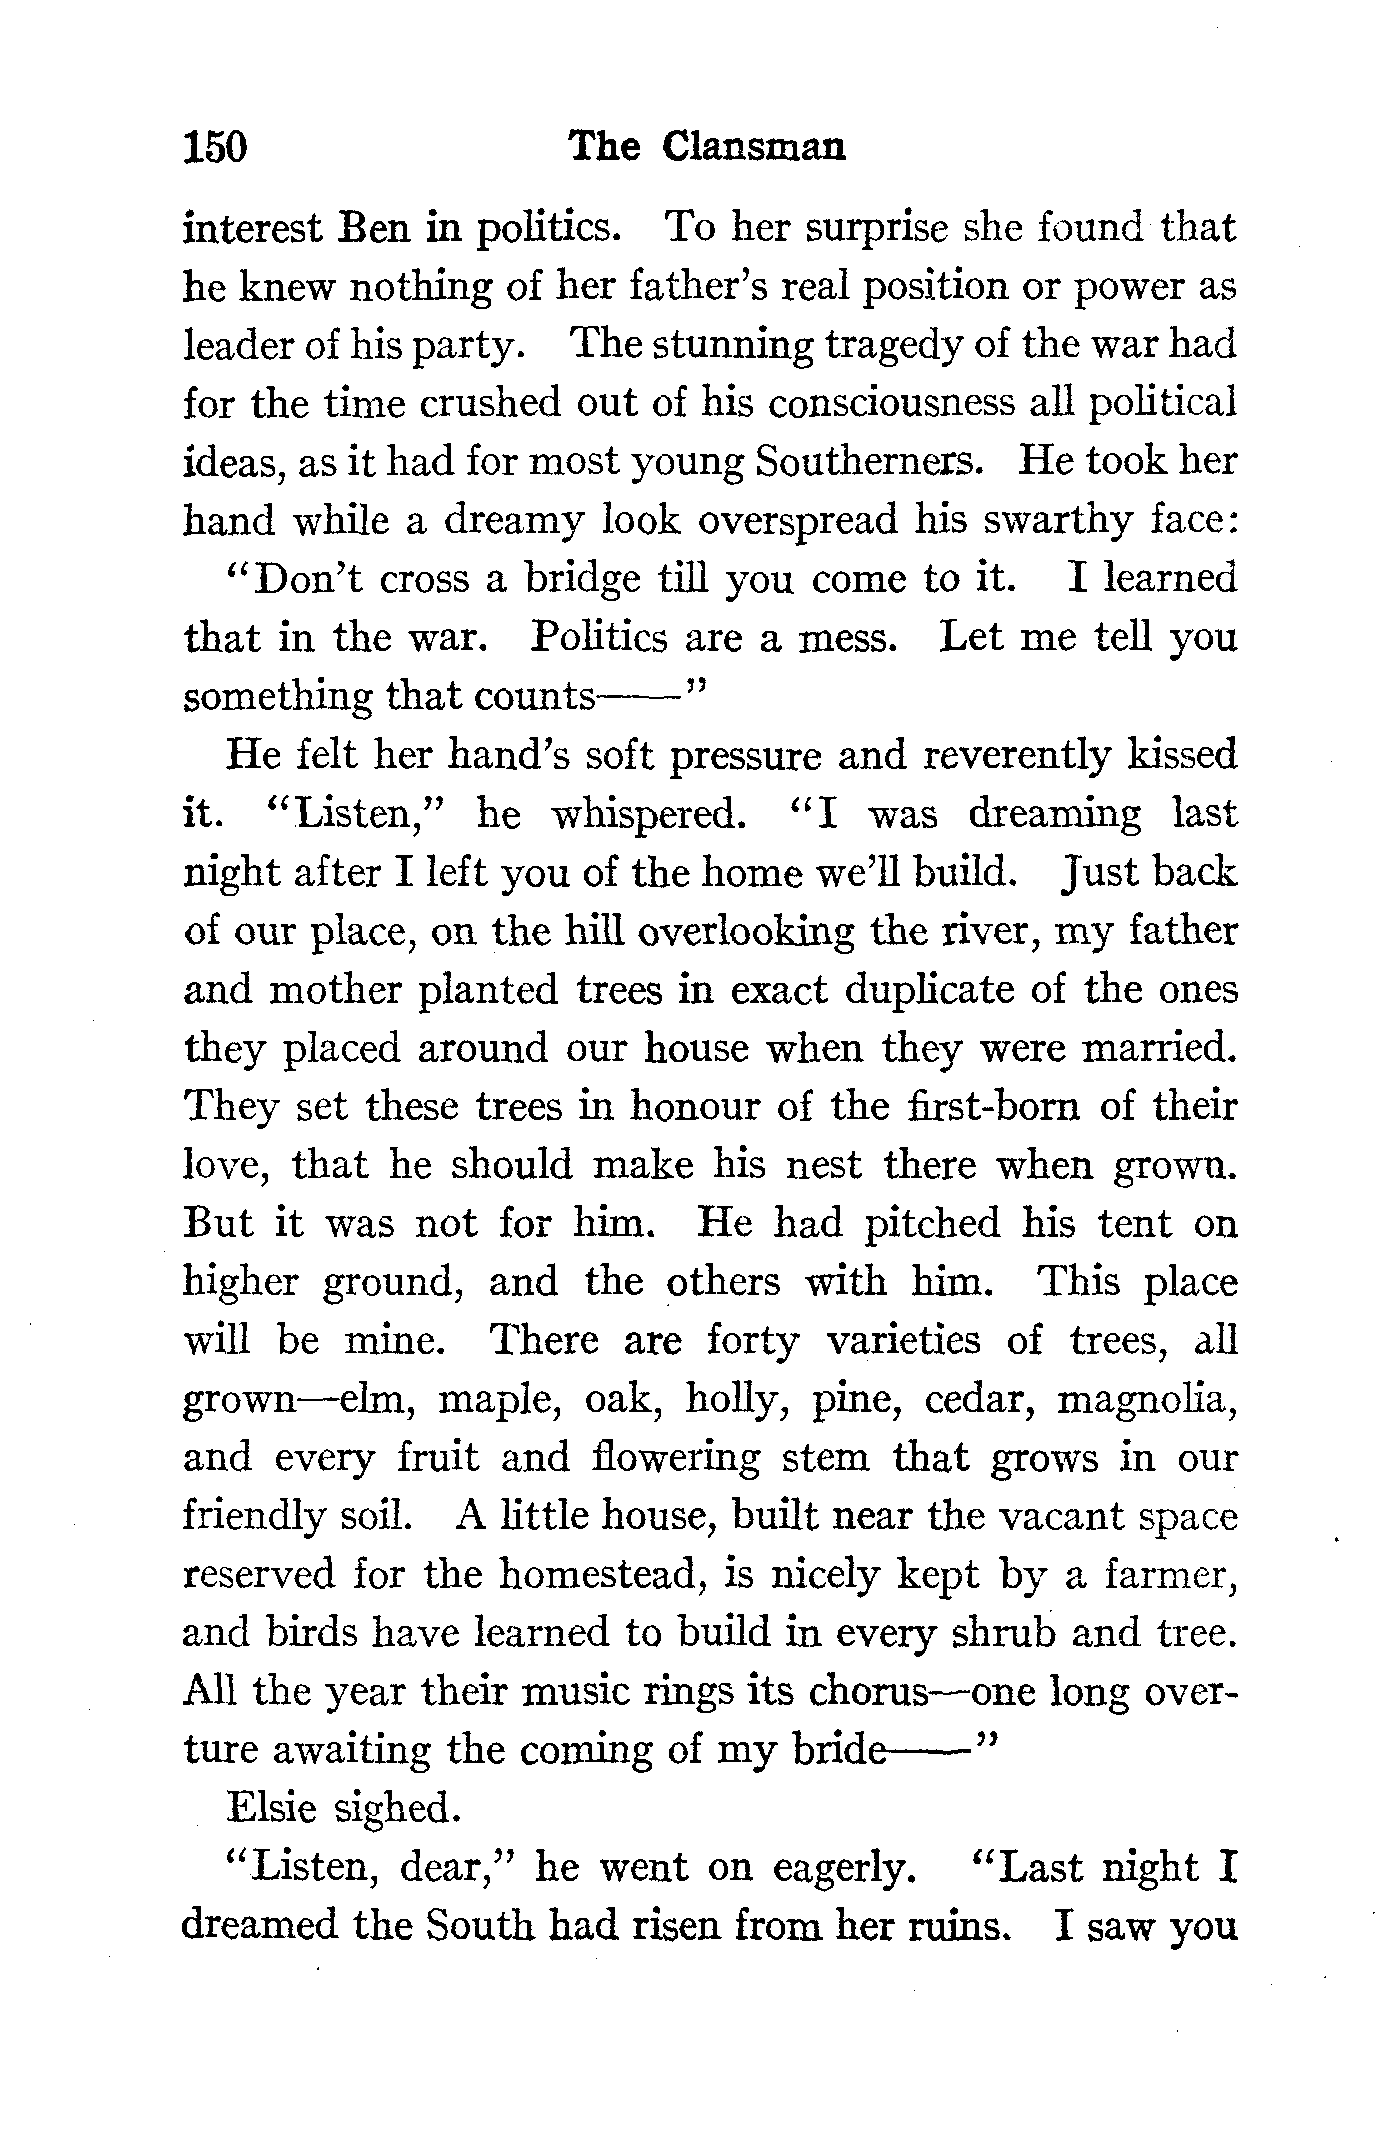 150 The Clansman
interest Ben in politics. To her surprise she found that
he knew nothing of her father's real position or power as
leader of his party. The stunning tragedy of the war had
for the time crushed out of his consciousness all political
ideas, as it had for most young Southerners. He took her
hand while a dreamy look overspread his swarthy face:
“Don't cross a bridge till you come to it. I learned
that in the war. Politics are a mess. Let me tell you
something that counts——”
He felt her hand's soft pressure and reverently kissed
it. “Listen,” he whispered. “I was dreaming last
night after I left you of the home we'll build. Just back
of our place, on the hill overlooking the river, my father
and mother planted trees in exact duplicate of the ones
they placed around our house when they were married.
They set these trees in honour of the first-born of their
love, that he should make his nest there when grown.
But it was not for him. He had pitched his tent on
higher ground, and the others with him. This place
will be mine. There are forty varieties of trees, all
grown—elm, maple, oak, holly, pine, cedar, magnolia,
and every fruit and flowering stem that grows in our
friendly soil. A little house, built near the vacant space
reserved for the homestead, is nicely kept by a farmer,
and birds have learned to build in every shrub and tree.
All the year their music rings its chorus—one long over-
ture awaiting the coming of my bride——”
Elsie sighed.
“Listen, dear,” he went on eagerly. “Last night I
dreamed the South had risen from her ruins. I saw you